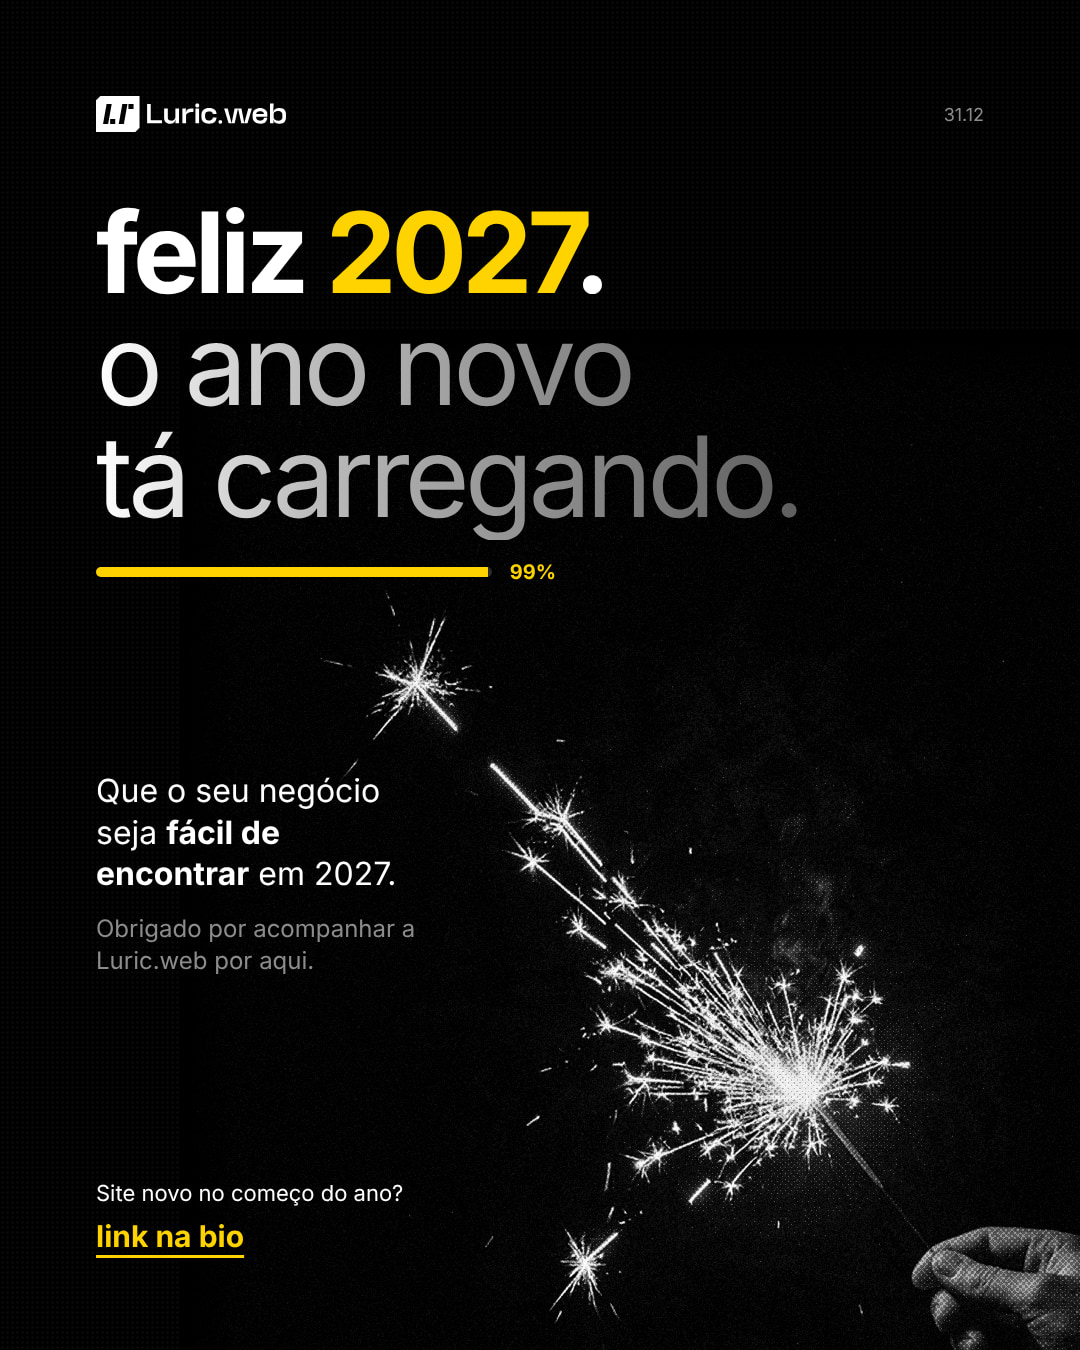 Luric.web
31.12
feliz 2027.
o ano novo
tá carregando.
99%
Que o seu negócio
seja fácil de
encontrar em 2027.
Obrigado por acompanhar a
Luric.web por aqui.
Site novo no começo do ano?
link na bio